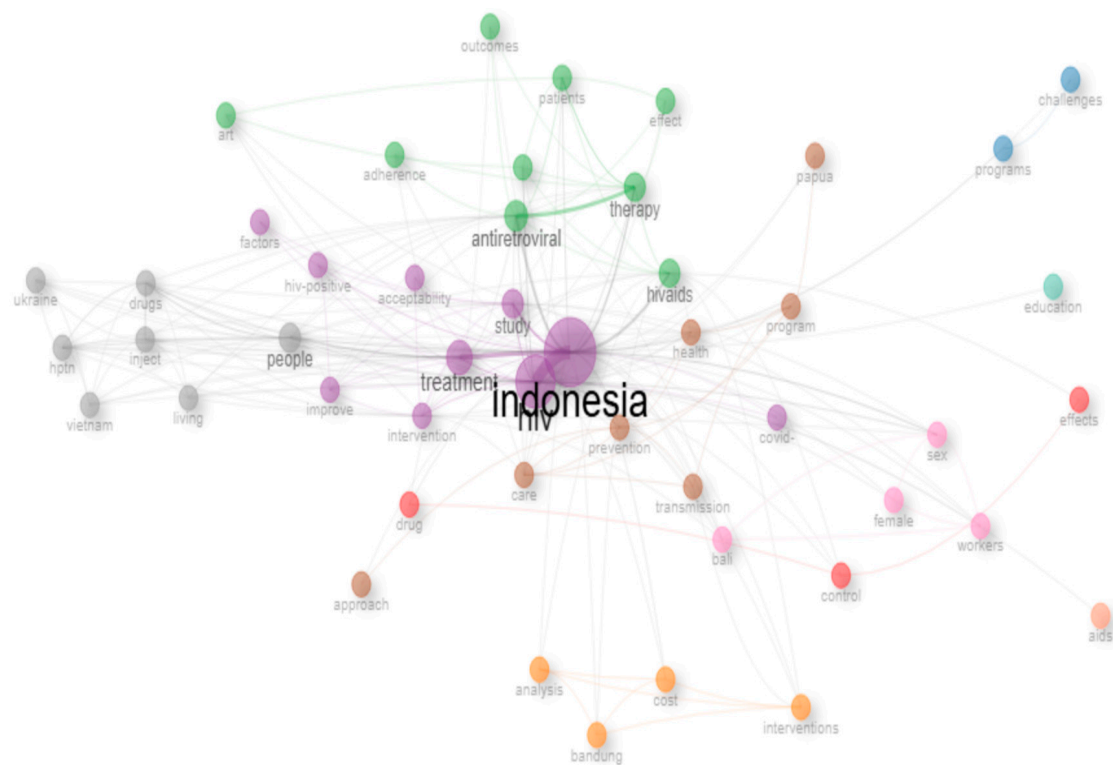 outcomes
patients
challenges
effect
art
programs
adherence
papua
therapy
antiretroviral
factors
hiv-positive
acceptability
hivaids
ukraine
drugs
education
study
program
hptn
inject
people
health
treatment
indonesia
hiv
vietnam
living
improve
intervention
prevention
covid-
effects
sex
care
transmission
female
workers
drug
bali
control
approach
aids
analysis
cost
interventions
bandung